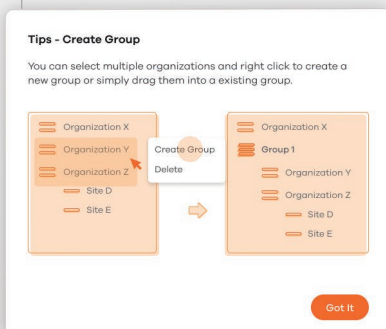 Tips - Create Group
You can select multiple organizations and right click to create a
new group or simply drag them into a existing group.
Organization X
Organization Y
Organization Z
Site D
Site E
Create Group
Delete
Organization X
Group 1
Organization Y
Organization Z
Site D
Site E
Got It